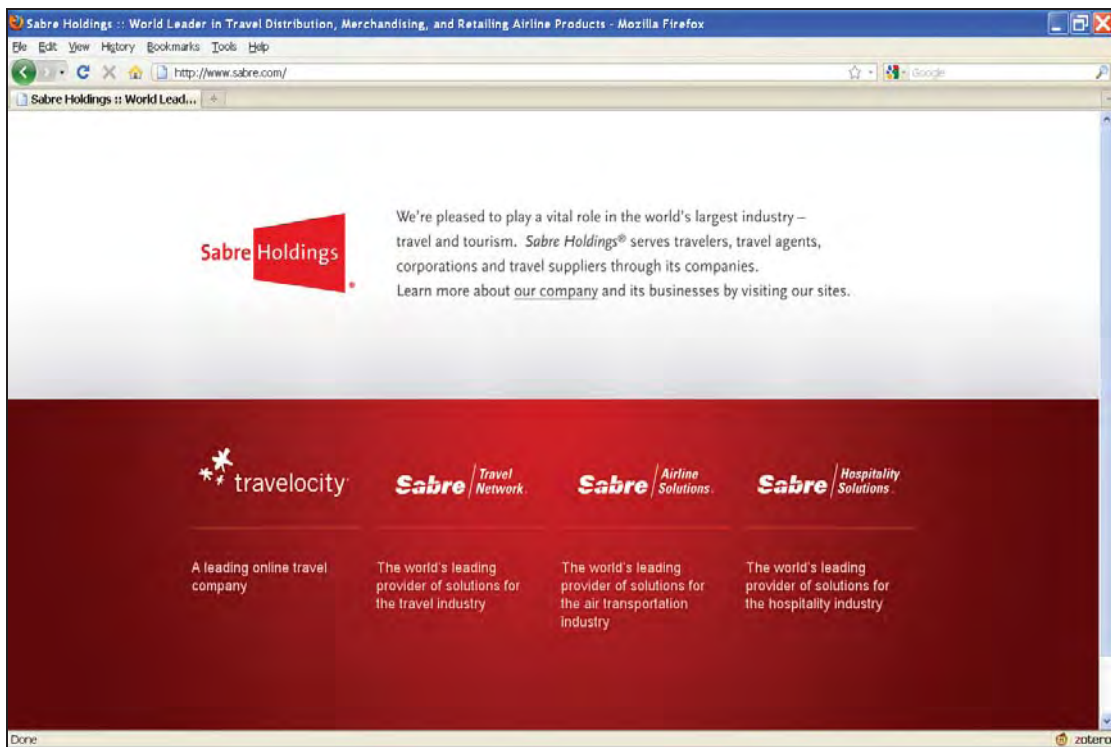 Sabre Holdings :: World Leader in Travel Distribution, Merchandising, and Retailing Airline Products - Mozilla Firefox
File Edit View History Bookmarks Tools Help
http://www.sabre.com/
Google
Sabre Holdings :: World Lead...
We're pleased to play a vital role in the world's largest industry –
travel and tourism. Sabre Holdings® serves travelers, travel agents,
corporations and travel suppliers through its companies.
Learn more about our company and its businesses by visiting our sites.
Sabre Holdings®
travelocity
Sabre Travel Network
Sabre Airline Solutions
Sabre Hospitality Solutions
A leading online travel
company
The world's leading
provider of solutions for
the travel industry
The world's leading
provider of solutions for
the air transportation
industry
The world's leading
provider of solutions for
the hospitality industry
Done
zotero